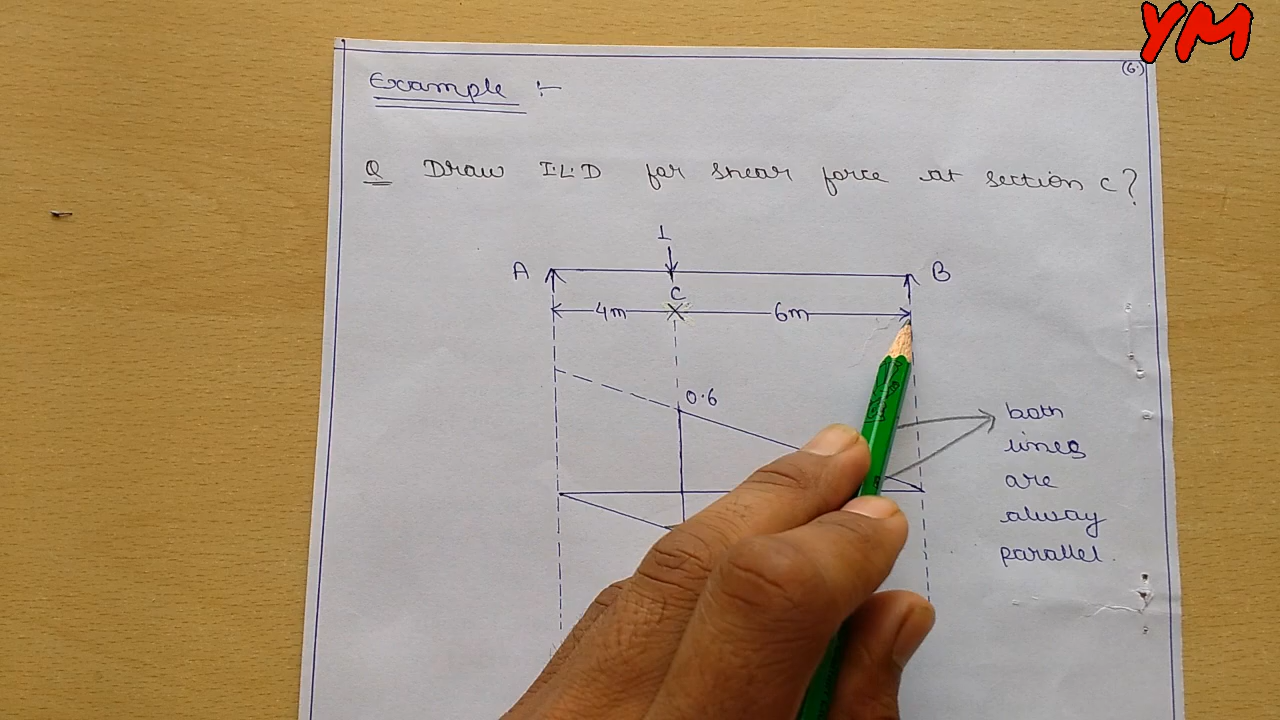 YM
(6.)
Example :-
Q Draw I.L.D for shear force at section C?
1
A B
C
4m 6m
0.6
both
lines
are
alway
parallel.